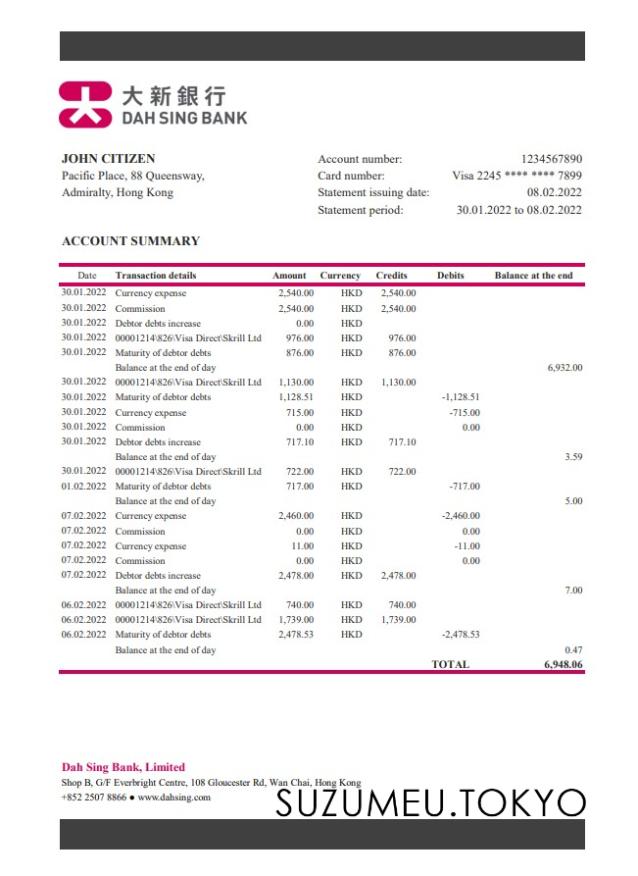 大新銀行
DAH SING BANK
JOHN CITIZEN
Pacific Place, 88 Queensway,
Admiralty, Hong Kong
Account number: 1234567890
Card number: Visa 2245 **** **** 7899
Statement issuing date: 08.02.2022
Statement period: 30.01.2022 to 08.02.2022
ACCOUNT SUMMARY
Date Transaction details Amount Currency Credits Debits Balance at the end
30.01.2022 Currency expense 2,540.00 HKD 2,540.00
30.01.2022 Commission 2,540.00 HKD 2,540.00
30.01.2022 Debtor debts increase 0.00 HKD
30.01.2022 00001214\826\Visa Direct\Skrill Ltd 976.00 HKD 976.00
30.01.2022 Maturity of debtor debts 876.00 HKD 876.00
Balance at the end of day 6,932.00
30.01.2022 00001214\826\Visa Direct\Skrill Ltd 1,130.00 HKD 1,130.00
30.01.2022 Maturity of debtor debts 1,128.51 HKD -1,128.51
30.01.2022 Currency expense 715.00 HKD -715.00
30.01.2022 Commission 0.00 HKD 0.00
30.01.2022 Debtor debts increase 717.10 HKD 717.10
Balance at the end of day 3.59
30.01.2022 00001214\826\Visa Direct\Skrill Ltd 722.00 HKD 722.00
01.02.2022 Maturity of debtor debts 717.00 HKD -717.00
Balance at the end of day 5.00
07.02.2022 Currency expense 2,460.00 HKD -2,460.00
07.02.2022 Commission 0.00 HKD 0.00
07.02.2022 Currency expense 11.00 HKD -11.00
07.02.2022 Commission 0.00 HKD 0.00
07.02.2022 Debtor debts increase 2,478.00 HKD 2,478.00
Balance at the end of day 7.00
06.02.2022 00001214\826\Visa Direct\Skrill Ltd 740.00 HKD 740.00
06.02.2022 00001214\826\Visa Direct\Skrill Ltd 1,739.00 HKD 1,739.00
06.02.2022 Maturity of debtor debts 2,478.53 HKD -2,478.53
Balance at the end of day 0.47
TOTAL 6,948.06
Dah Sing Bank, Limited
Shop B, G/F Everbright Centre, 108 Gloucester Rd, Wan Chai, Hong Kong
+852 2507 8866 ● www.dahsing.com
SUZUMEU.TOKYO